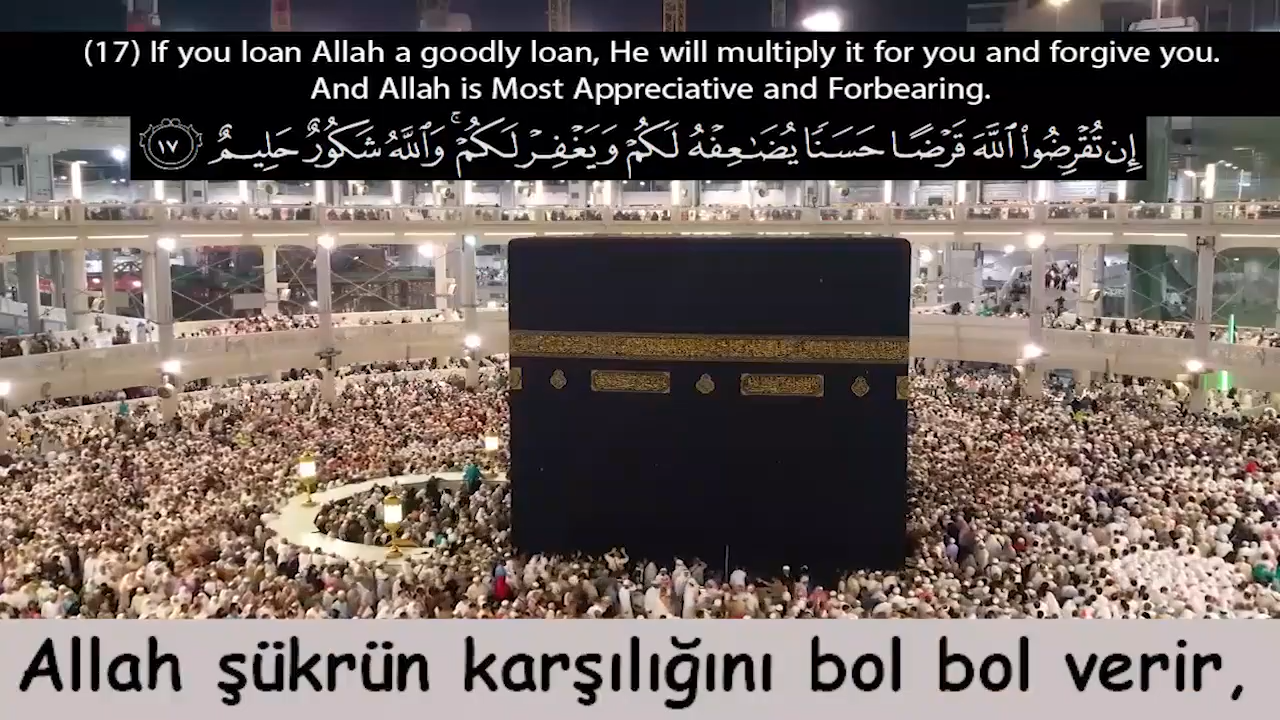 (17) If you loan Allah a goodly loan, He will multiply it for you and forgive you.
And Allah is Most Appreciative and Forbearing.
إِن تُقْرِضُوا۟ ٱللَّهَ قَرْضًا حَسَنًا يُضَـٰعِفْهُ لَكُمْ وَيَغْفِرْ لَكُمْ ۚ وَٱللَّهُ شَكُورٌ حَلِيمٌ ١٧
Allah şükrün karşılığını bol bol verir,